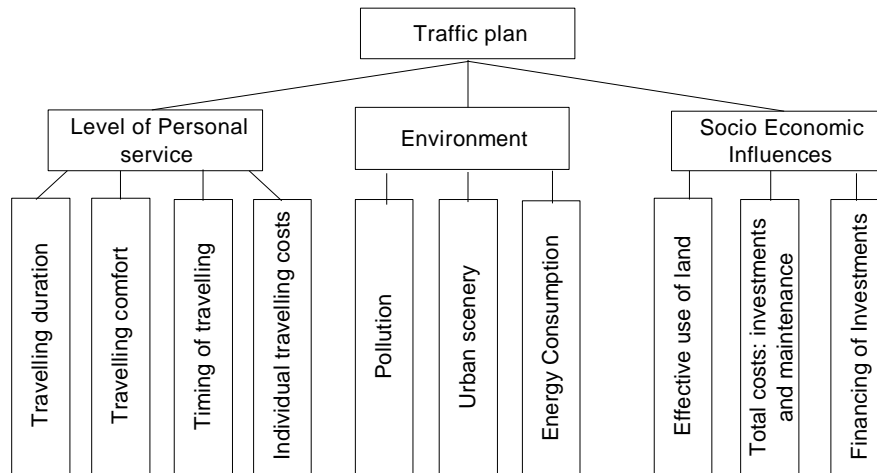 Traffic plan
Level of Personal
service
Environment
Socio Economic
Influences
Travelling duration
Travelling comfort
Timing of travelling
Individual travelling costs
Pollution
Urban scenery
Energy Consumption
Effective use of land
Total costs: investments
and maintenance
Financing of Investments